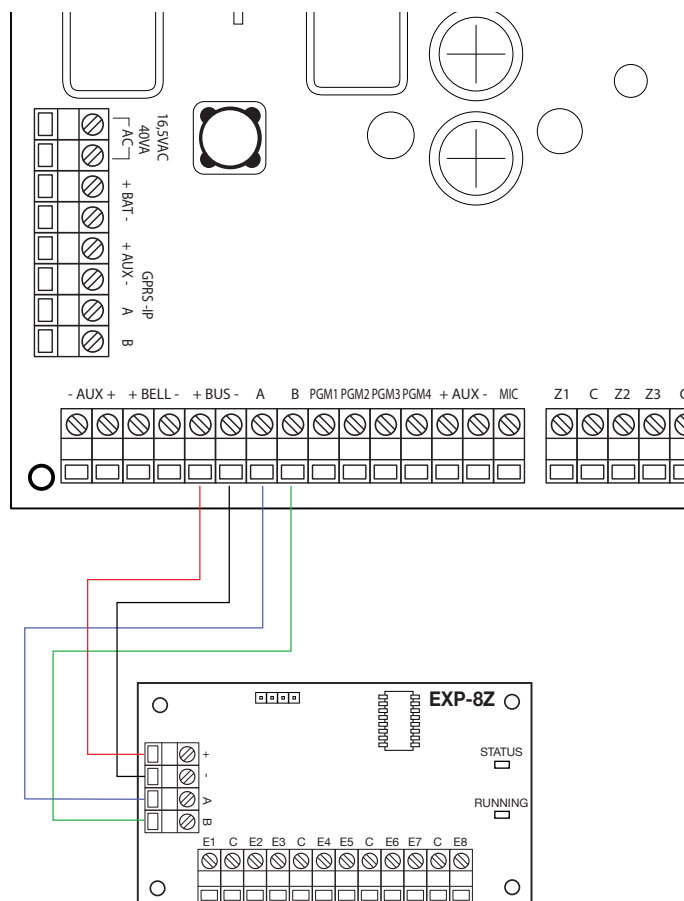 16,5VAC
40VA
AC
+ BAT -
+ AUX -
GPRS -IP
A
B
- AUX + + BELL - + BUS - A B PGM1 PGM2 PGM3 PGM4 + AUX - MIC Z1 C Z2 Z3
EXP-8Z
STATUS
RUNNING
+
-
A
B
E1 C E2 E3 C E4 E5 C E6 E7 C E8